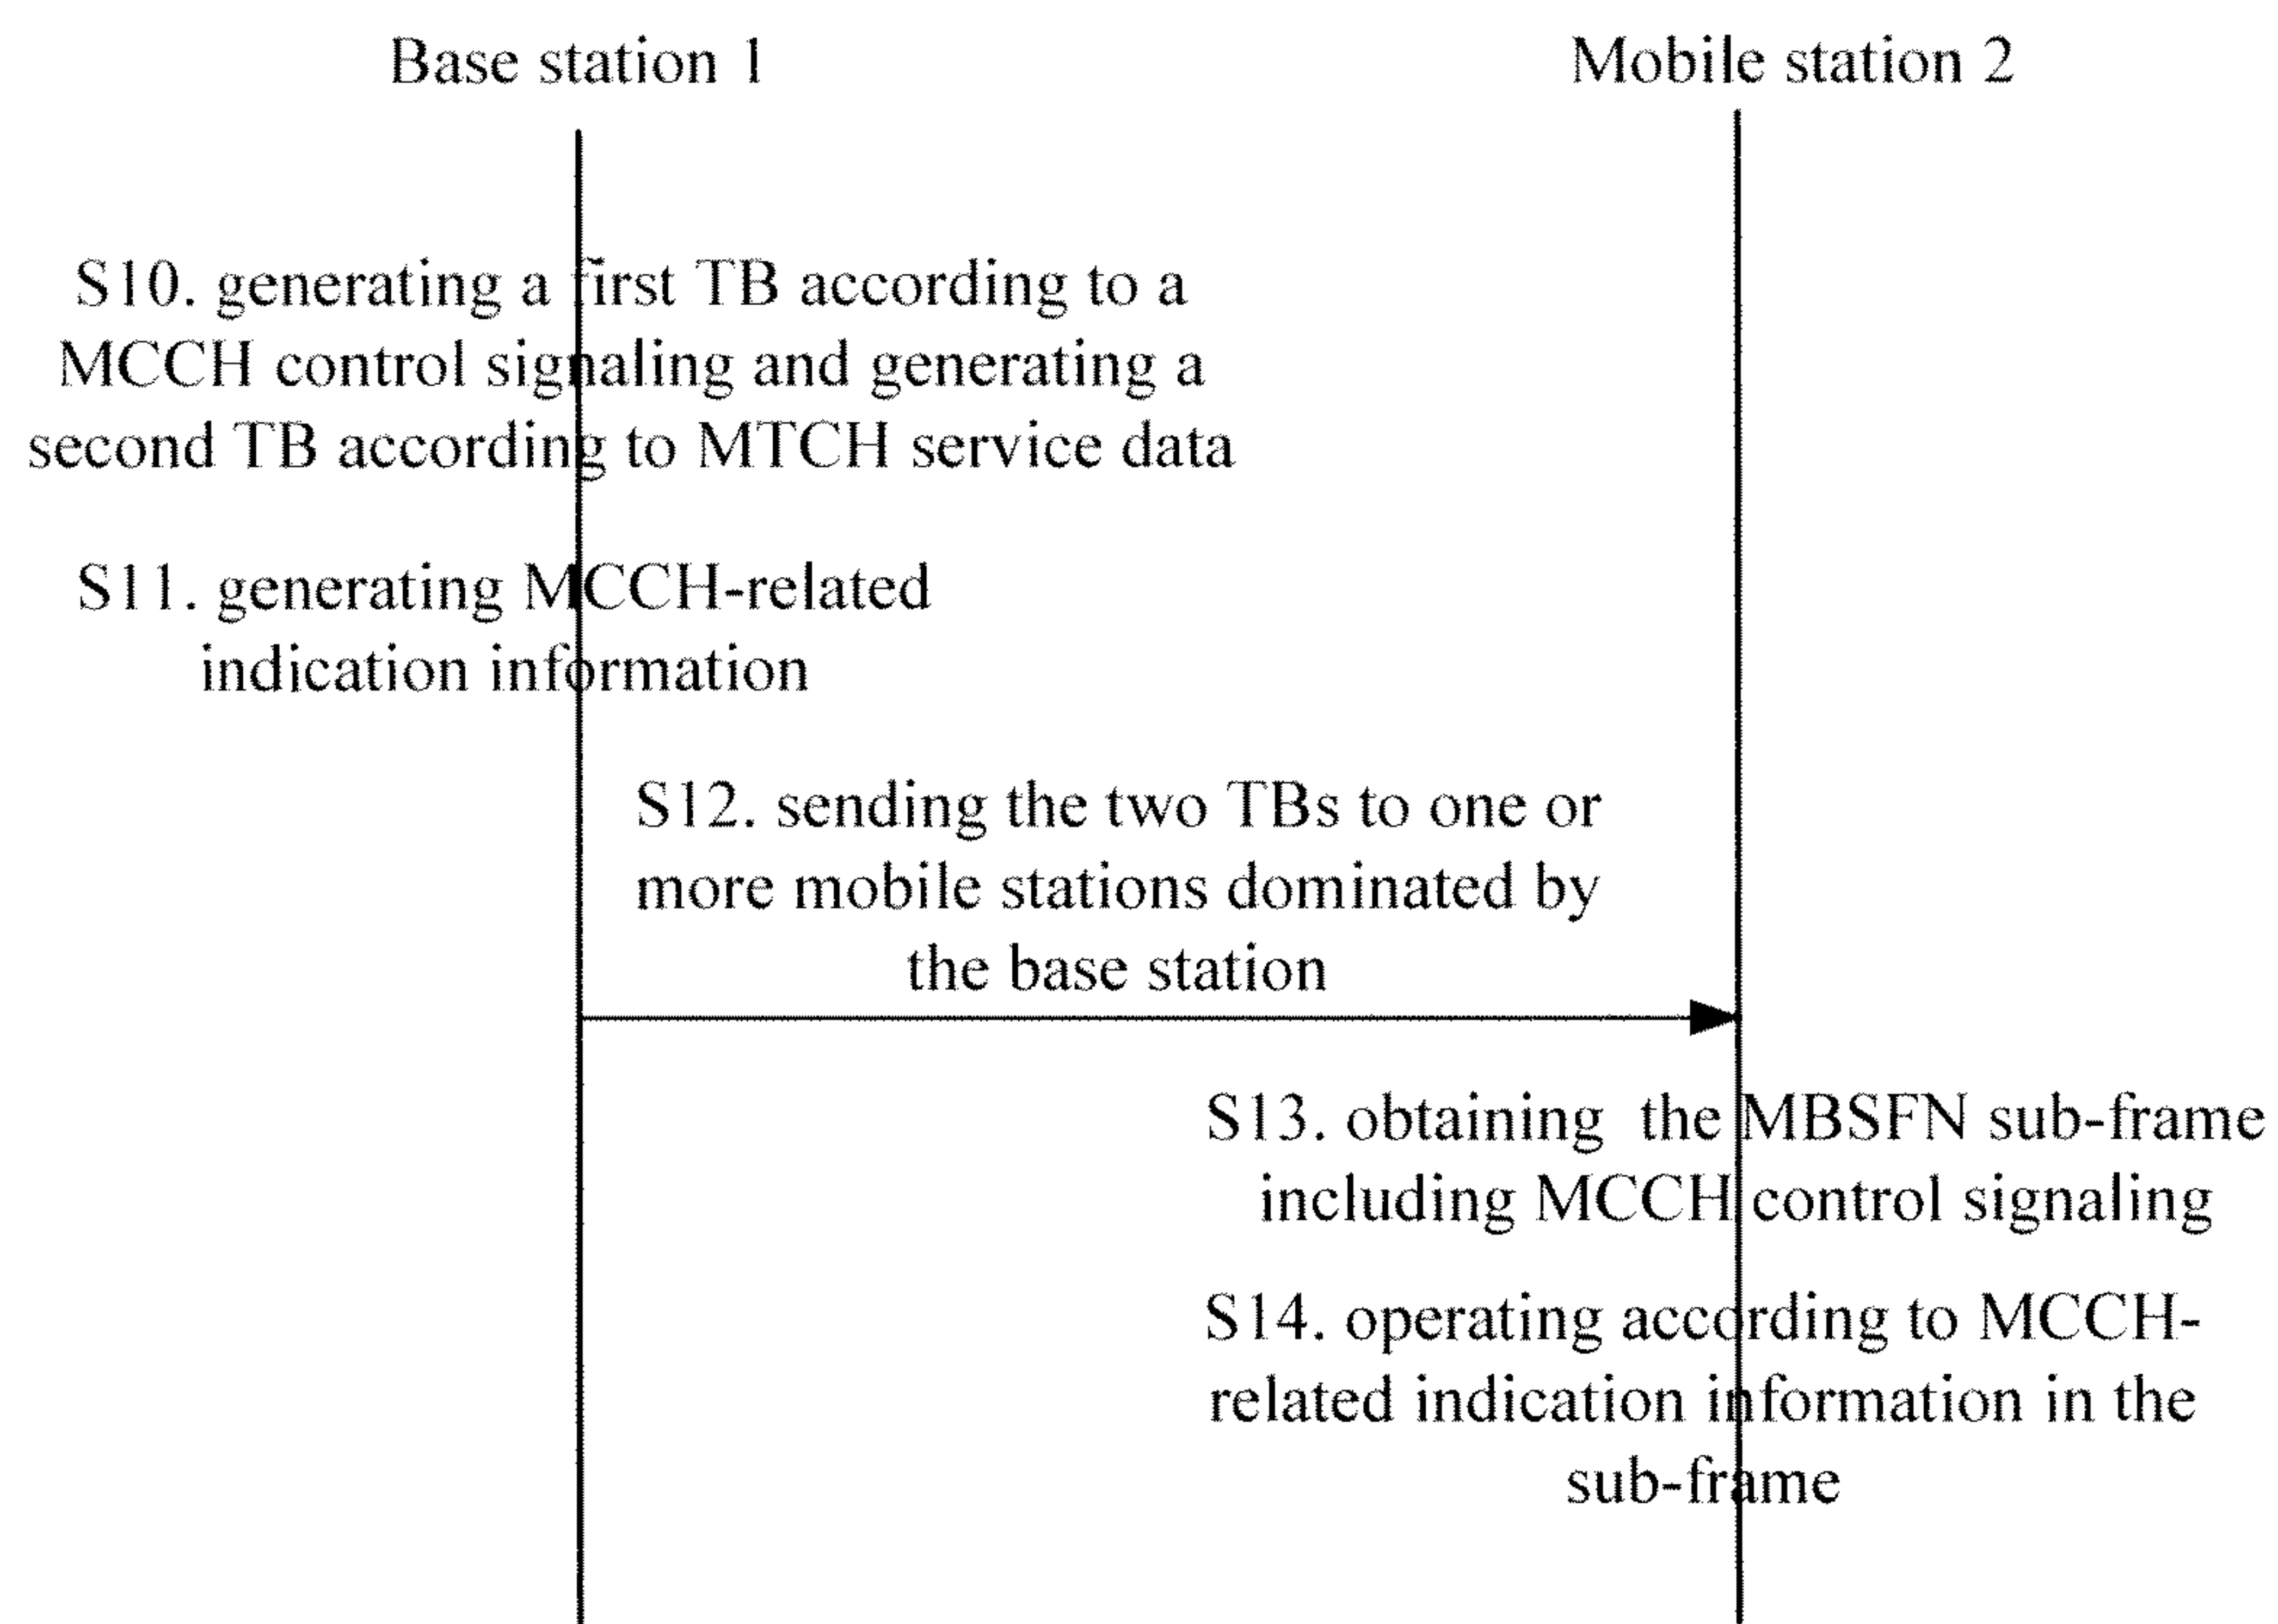 Base station 1
Mobile station 2
S10. generating a first TB according to a
MCCH control signaling and generating a
second TB according to MTCH service data
S11. generating MCCH-related
indication information
S12. sending the two TBs to one or
more mobile stations dominated by
the base station
S13. obtaining the MBSFN sub-frame
including MCCH control signaling
S14. operating according to MCCH-
related indication information in the
sub-frame